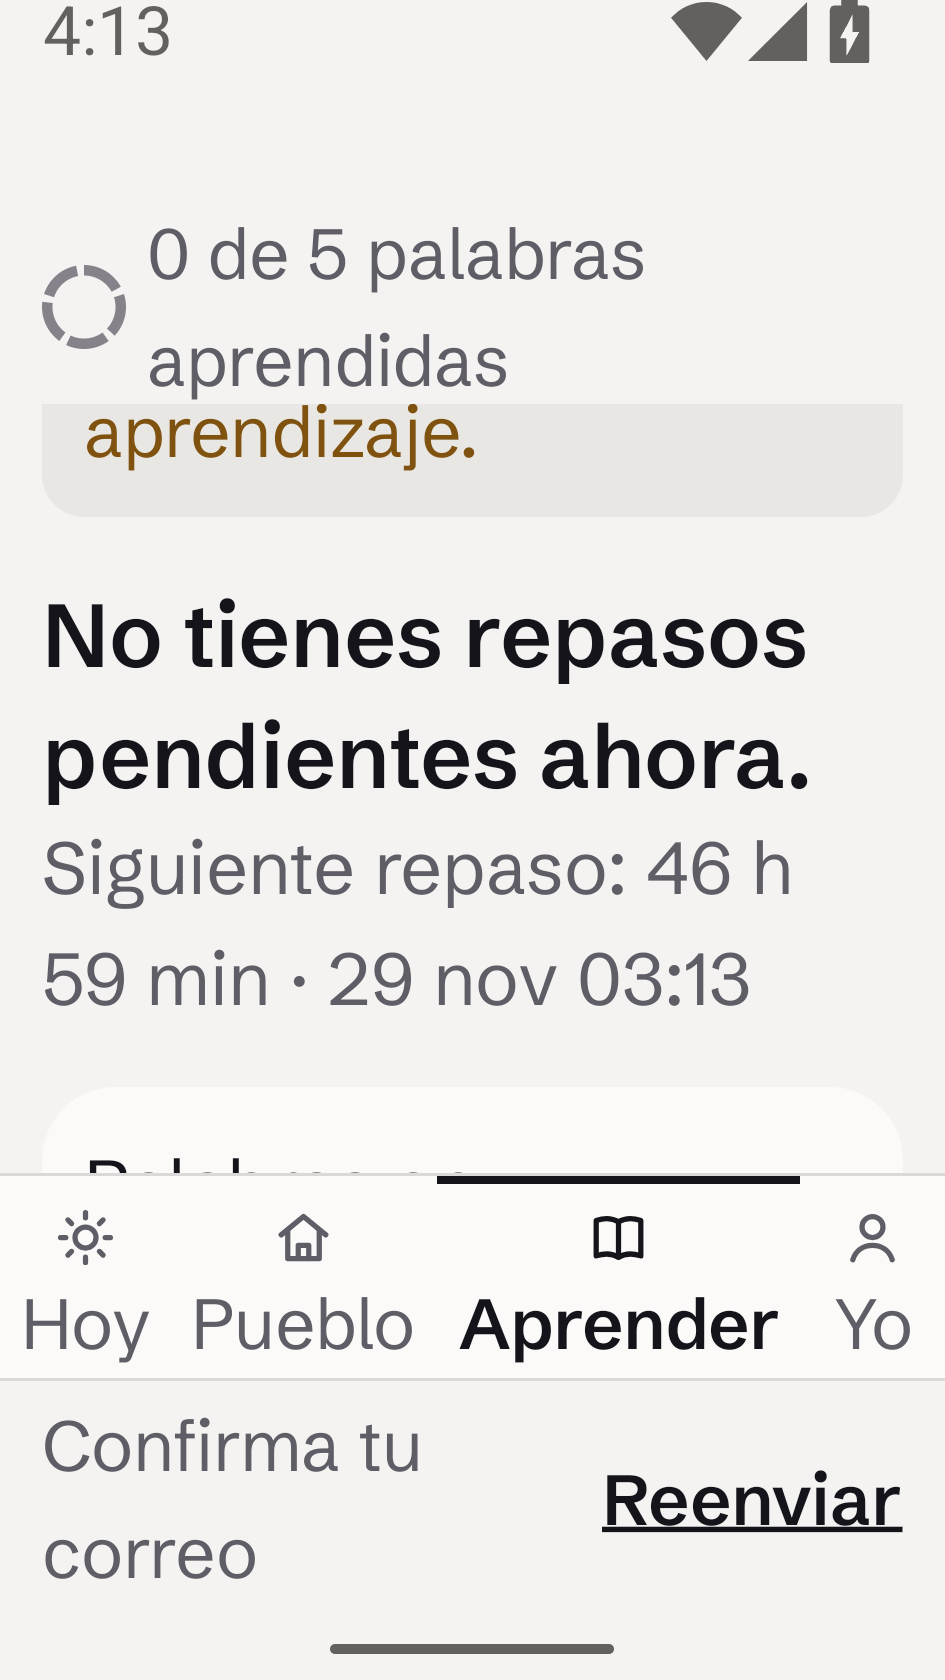 4:13
0 de 5 palabras
aprendidas
aprendizaje.
No tienes repasos
pendientes ahora.
Siguiente repaso: 46 h
59 min · 29 nov 03:13
Hoy
Pueblo
Aprender
Yo
Confirma tu
correo
Reenviar